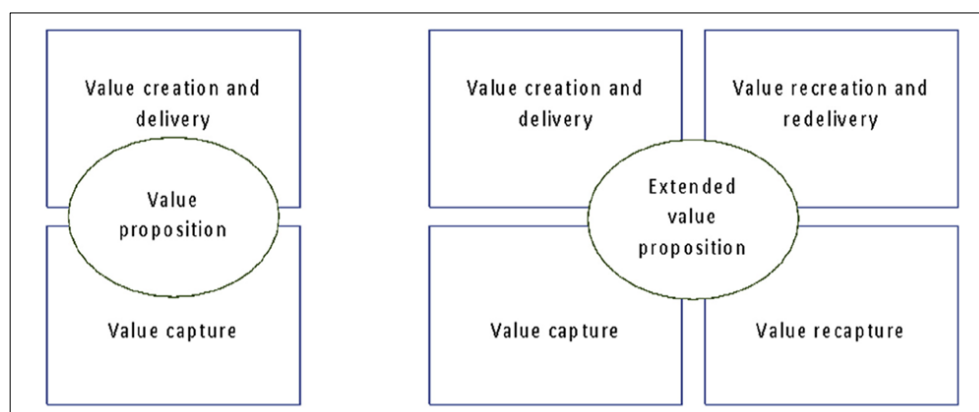 Value creation and
delivery
Value
proposition
Value capture
Value creation and
delivery
Value recreation and
redelivery
Extended
value
proposition
Value capture
Value recapture